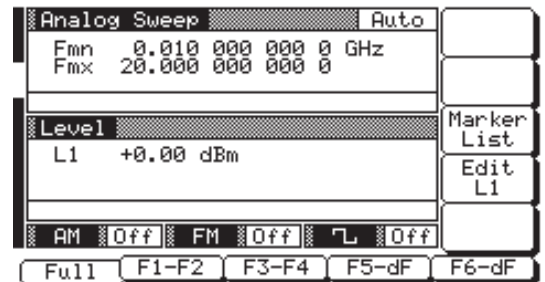 Analog Sweep Auto
Fmn 0.010 000 000 0 GHz
Fmx 20.000 000 000 0
Level
L1 +0.00 dBm
Marker
List
Edit
L1
AM Off FM Off Off
Full F1-F2 F3-F4 F5-dF F6-dF